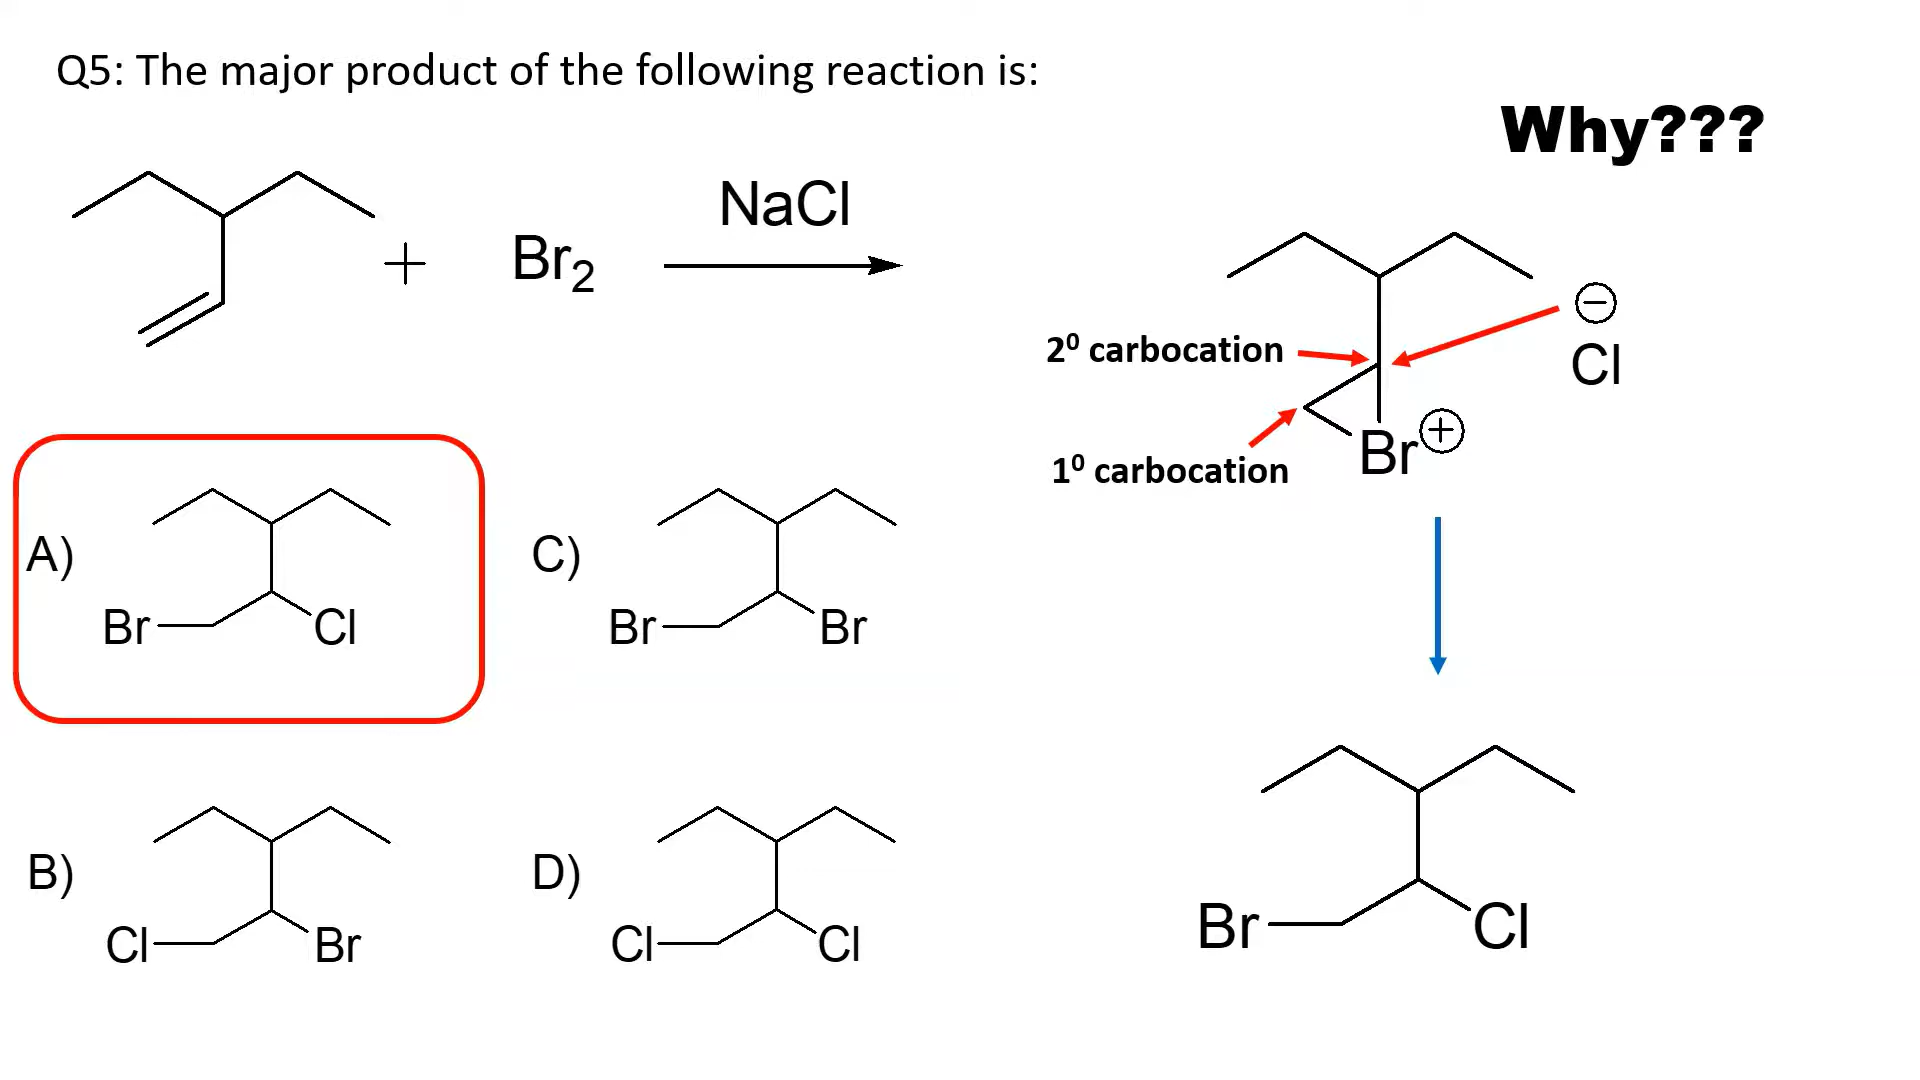 Q5: The major product of the following reaction is:
Why???
NaCl
+ Br2
2⁰ carbocation
⊖
Cl
1⁰ carbocation
Br⊕
A)
Br Cl
C)
Br Br
B)
Cl Br
D)
Cl Cl
Br Cl